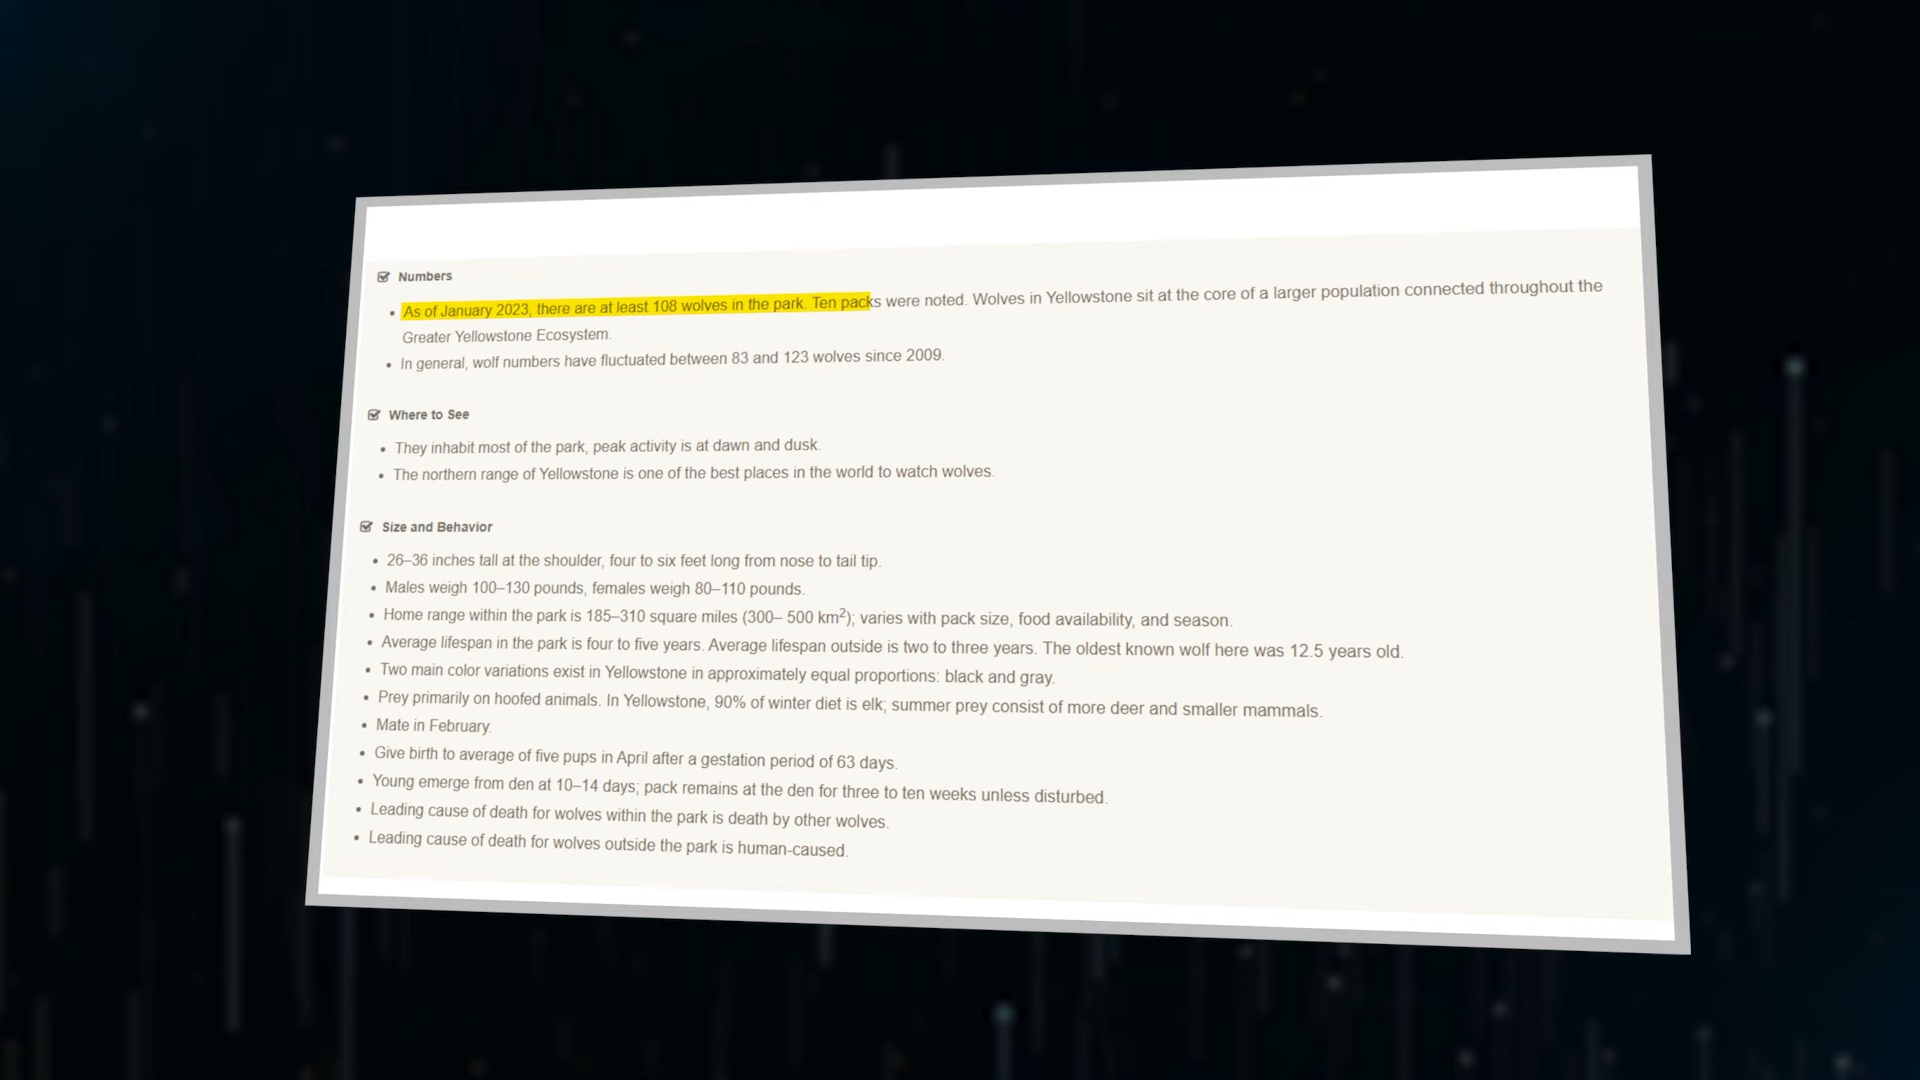 Numbers
As of January 2023, there are at least 108 wolves in the park. Ten packs were noted. Wolves in Yellowstone sit at the core of a larger population connected throughout the
Greater Yellowstone Ecosystem.
In general, wolf numbers have fluctuated between 83 and 123 wolves since 2009.
Where to See
They inhabit most of the park, peak activity is at dawn and dusk.
The northern range of Yellowstone is one of the best places in the world to watch wolves.
Size and Behavior
26–36 inches tall at the shoulder, four to six feet long from nose to tail tip.
Males weigh 100–130 pounds, females weigh 80–110 pounds.
Home range within the park is 185–310 square miles (300– 500 km²); varies with pack size, food availability, and season.
Average lifespan in the park is four to five years. Average lifespan outside is two to three years. The oldest known wolf here was 12.5 years old.
Two main color variations exist in Yellowstone in approximately equal proportions: black and gray.
Prey primarily on hoofed animals. In Yellowstone, 90% of winter diet is elk; summer prey consist of more deer and smaller mammals.
Mate in February.
Give birth to average of five pups in April after a gestation period of 63 days.
Young emerge from den at 10–14 days; pack remains at the den for three to ten weeks unless disturbed.
Leading cause of death for wolves within the park is death by other wolves.
Leading cause of death for wolves outside the park is human-caused.